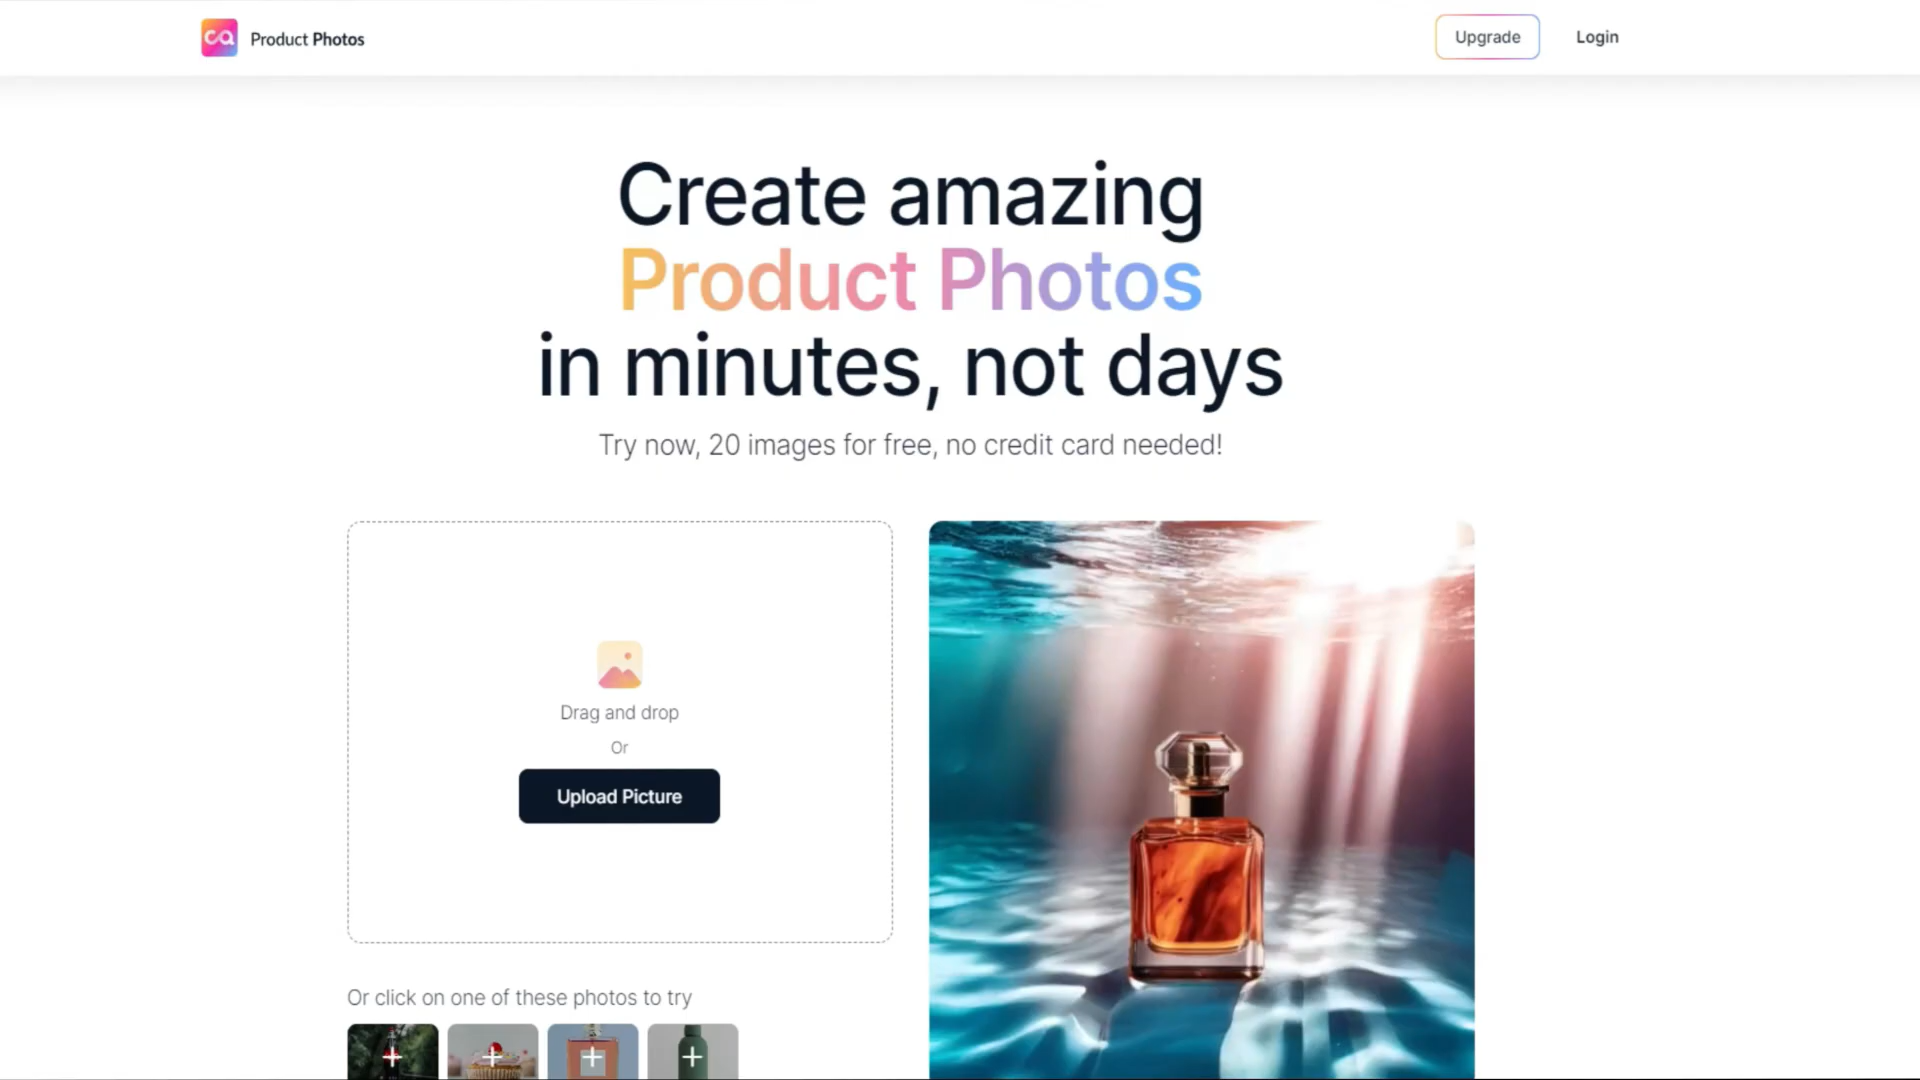 ca Product Photos
Upgrade
Login
Create amazing
Product Photos
in minutes, not days
Try now, 20 images for free, no credit card needed!
Drag and drop
Or
Upload Picture
Or click on one of these photos to try